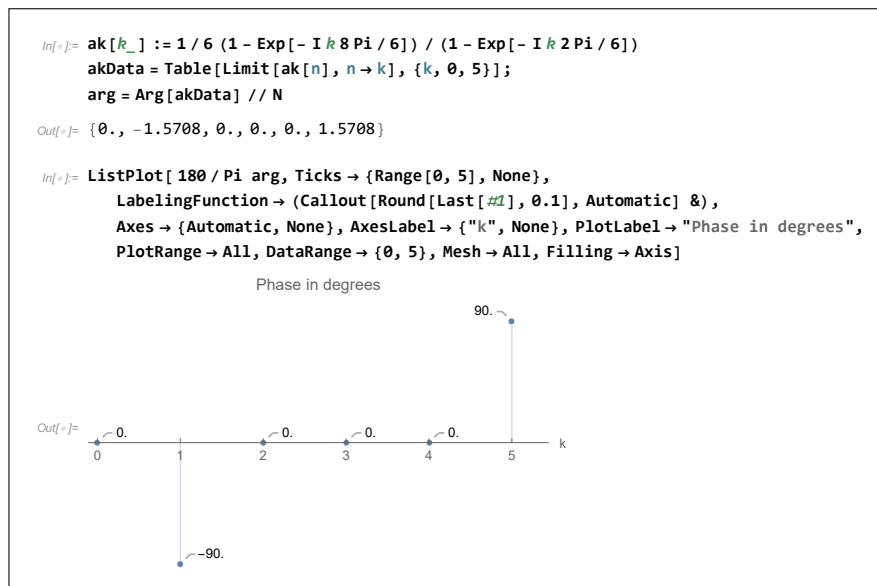 In[◦]:= ak[k_] := 1 / 6 (1 - Exp[- I k 8 Pi / 6]) / (1 - Exp[- I k 2 Pi / 6])
akData = Table[Limit[ak[n], n → k], {k, 0, 5}];
arg = Arg[akData] // N
Out[◦]= {0., -1.5708, 0., 0., 0., 1.5708}
In[◦]:= ListPlot[ 180 / Pi arg, Ticks → {Range[0, 5], None},
LabelingFunction → (Callout[Round[Last[#1], 0.1], Automatic] &),
Axes → {Automatic, None}, AxesLabel → {"k", None}, PlotLabel → "Phase in degrees",
PlotRange → All, DataRange → {0, 5}, Mesh → All, Filling → Axis]
Phase in degrees
90.
Out[◦]= 0. 0. 0. 0.
k
0 1 2 3 4 5
-90.